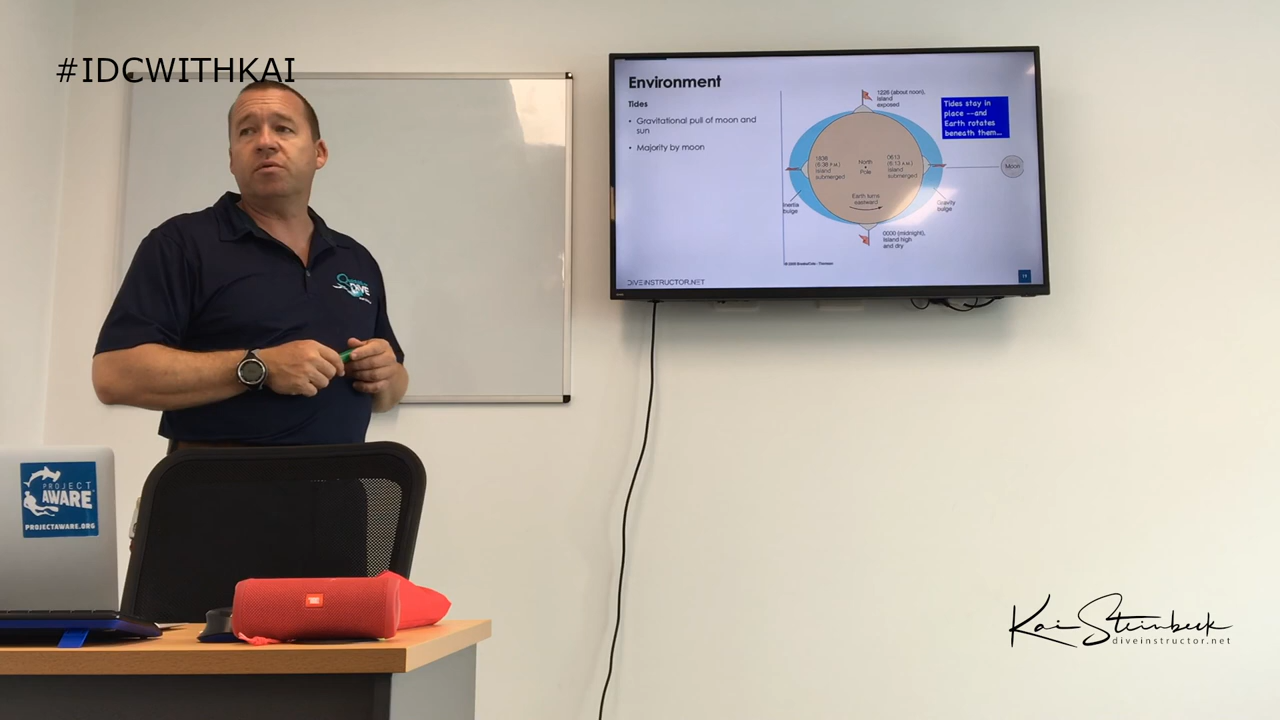 #IDCWITHKAI
Environment
Tides
• Gravitational pull of moon and
sun
• Majority by moon
1226 (about noon),
Island
exposed
Tides stay in
place --and
Earth rotates
beneath them...
1838
(6:38 P.M.)
Island
submerged
North
Pole
0613
(6:13 A.M.)
Island
submerged
Moon
Earth turns
eastward
Inertia
bulge
Gravity
bulge
0000 (midnight),
Island high
and dry
DIVEINSTRUCTOR.NET
19
DIVE
PROJECT
AWARE
PROJECTAWARE.ORG
JBL
Kai Steinbeck
diveinstructor.net